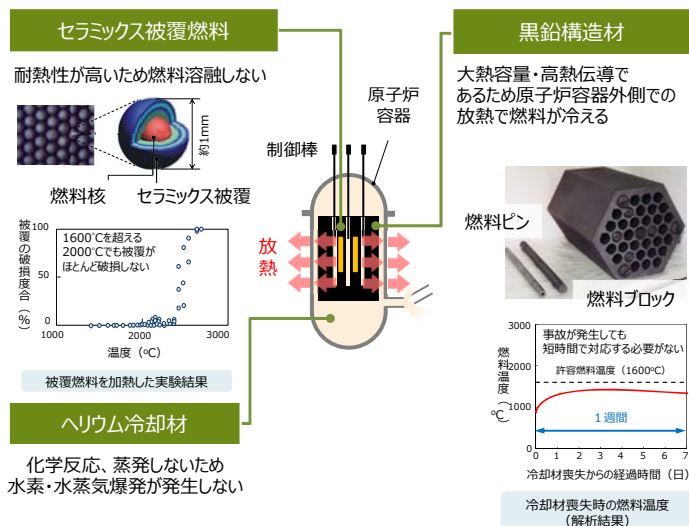 セラミックス被覆燃料
耐熱性が高いため燃料溶融しない
約1mm
燃料核
セラミックス被覆
被覆の破損度合(%)
100
50
0
1600℃を超える
2000℃でも被覆が
ほとんど破損しない
1000
2000
3000
温度(℃)
被覆燃料を加熱した実験結果
ヘリウム冷却材
化学反応、蒸発しないため
水素・水蒸気爆発が発生しない
原子炉
容器
制御棒
放熱
黒鉛構造材
大熱容量・高熱伝導で
あるため原子炉容器外側での
放熱で燃料が冷える
燃料ピン
燃料ブロック
燃料温度(℃)
3000
2000
1000
0
事故が発生しても
短時間で対応する必要がない
許容燃料温度(1600℃)
1週間
0 1 2 3 4 5 6 7
冷却材喪失からの経過時間(日)
冷却材喪失時の燃料温度
(解析結果)